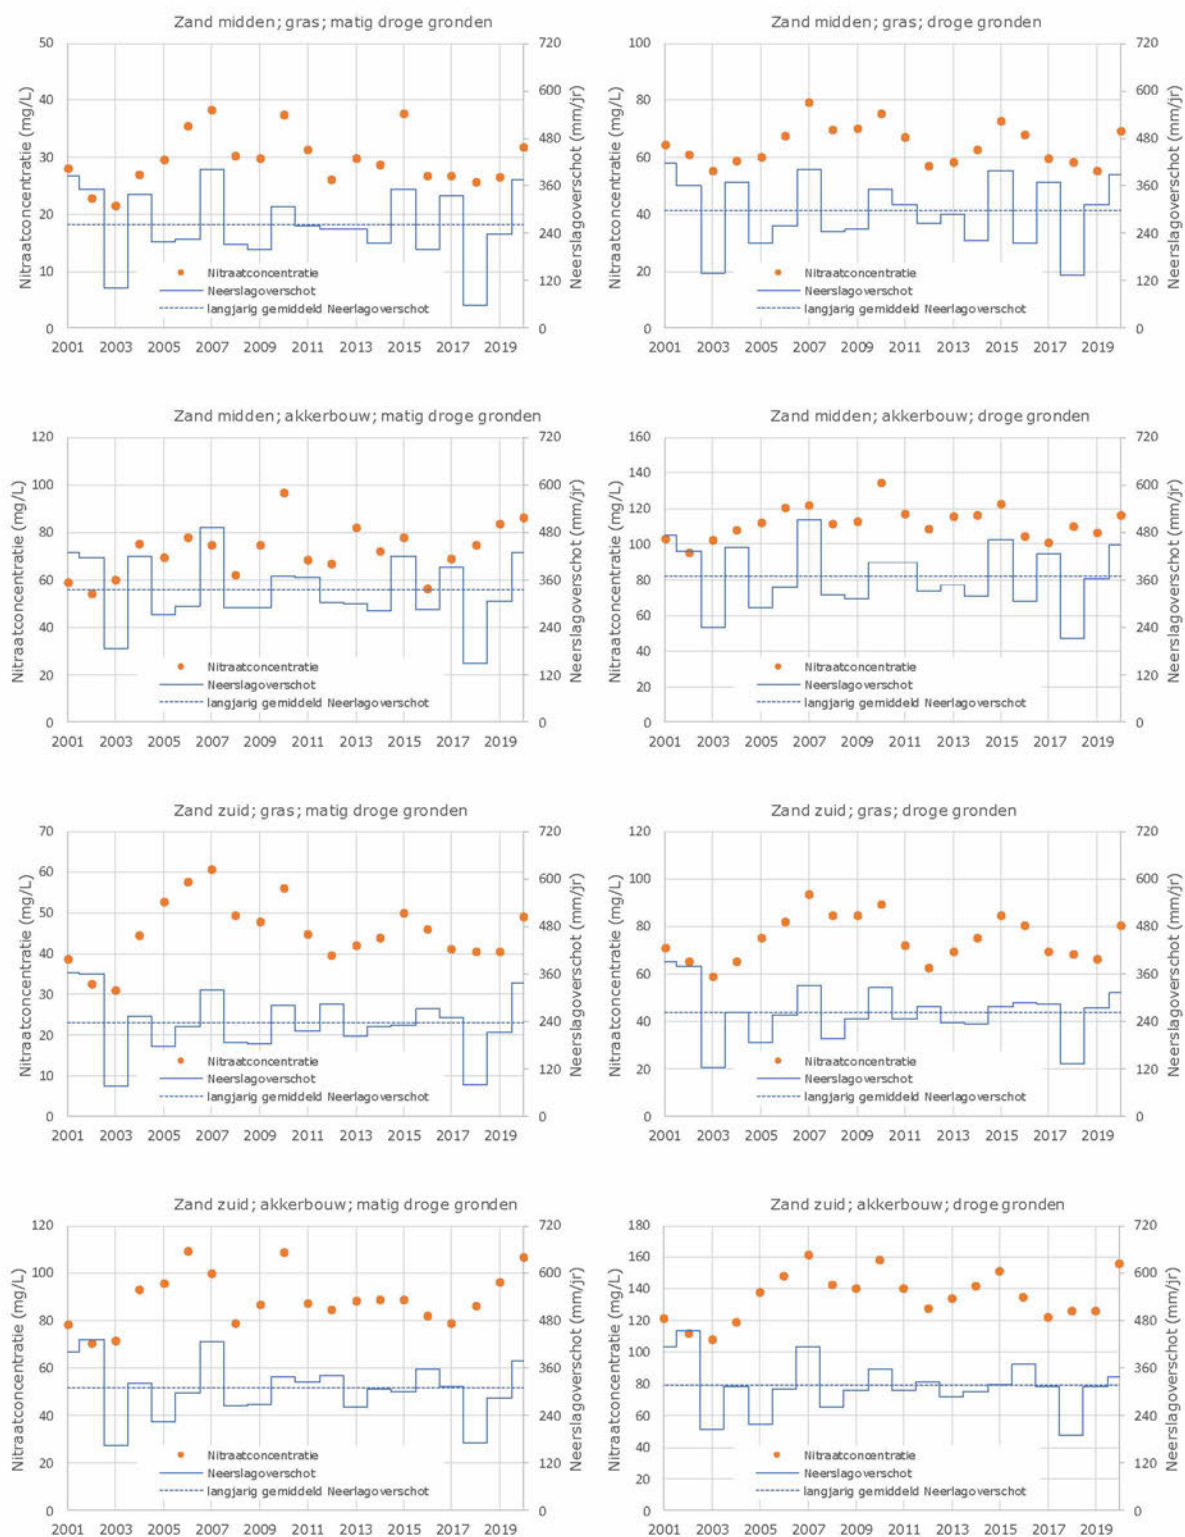 Zand midden; gras; matig droge gronden
Nitraatconcentratie (mg/L)
50
40
30
20
10
0
720
600
480
360
240
120
0
Neerslagoverschot (mm/jr)
Nitraatconcentratie
Neerslagoverschot
langjarig gemiddeld Neerlagoverschot
2001 2003 2005 2007 2009 2011 2013 2015 2017 2019
Zand midden; gras; droge gronden
Nitraatconcentratie (mg/L)
100
80
60
40
20
0
720
600
480
360
240
120
0
Neerslagoverschot (mm/jr)
Nitraatconcentratie
Neerslagoverschot
langjarig gemiddeld Neerlagoverschot
2001 2003 2005 2007 2009 2011 2013 2015 2017 2019
Zand midden; akkerbouw; matig droge gronden
Nitraatconcentratie (mg/L)
120
100
80
60
40
20
0
720
600
480
360
240
120
0
Neerslagoverschot (mm/jr)
Nitraatconcentratie
Neerslagoverschot
langjarig gemiddeld Neerlagoverschot
2001 2003 2005 2007 2009 2011 2013 2015 2017 2019
Zand midden; akkerbouw; droge gronden
Nitraatconcentratie (mg/L)
160
140
120
100
80
60
40
20
0
720
600
480
360
240
120
0
Neerslagoverschot (mm/jr)
Nitraatconcentratie
Neerslagoverschot
langjarig gemiddeld Neerlagoverschot
2001 2003 2005 2007 2009 2011 2013 2015 2017 2019
Zand zuid; gras; matig droge gronden
Nitraatconcentratie (mg/L)
70
60
50
40
30
20
10
0
720
600
480
360
240
120
0
Neerslagoverschot (mm/jr)
Nitraatconcentratie
Neerslagoverschot
langjarig gemiddeld Neerlagoverschot
2001 2003 2005 2007 2009 2011 2013 2015 2017 2019
Zand zuid; gras; droge gronden
Nitraatconcentratie (mg/L)
120
100
80
60
40
20
0
720
600
480
360
240
120
0
Neerslagoverschot (mm/jr)
Nitraatconcentratie
Neerslagoverschot
langjarig gemiddeld Neerlagoverschot
2001 2003 2005 2007 2009 2011 2013 2015 2017 2019
Zand zuid; akkerbouw; matig droge gronden
Nitraatconcentratie (mg/L)
120
100
80
60
40
20
0
720
600
480
360
240
120
0
Neerslagoverschot (mm/jr)
Nitraatconcentratie
Neerslagoverschot
langjarig gemiddeld Neerlagoverschot
2001 2003 2005 2007 2009 2011 2013 2015 2017 2019
Zand zuid; akkerbouw; droge gronden
Nitraatconcentratie (mg/L)
180
160
140
120
100
80
60
40
20
0
720
600
480
360
240
120
0
Neerslagoverschot (mm/jr)
Nitraatconcentratie
Neerslagoverschot
langjarig gemiddeld Neerlagoverschot
2001 2003 2005 2007 2009 2011 2013 2015 2017 2019